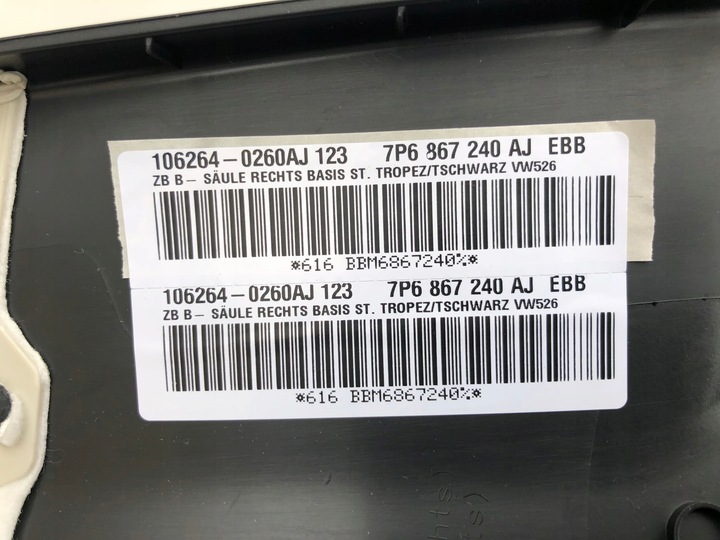 106264-0260AJ 123 7P6 867 240 AJ EBB
ZB B- SÄULE RECHTS BASIS ST. TROPEZ/TSCHWARZ VW526
*616 BBM6867240%*
106264-0260AJ 123 7P6 867 240 AJ EBB
ZB B- SÄULE RECHTS BASIS ST. TROPEZ/TSCHWARZ VW526
*616 BBM6867240%*